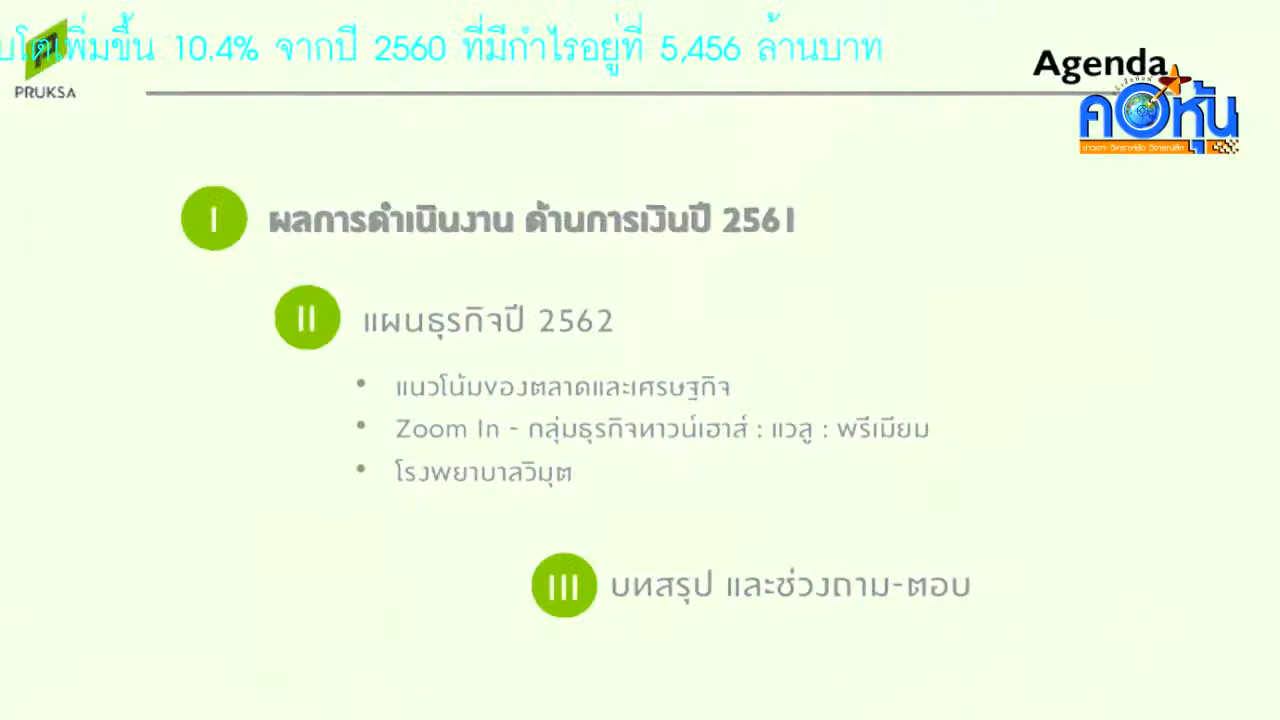 บโตเพิ่มขึ้น 10.4% จากปี 2560 ที่มีกำไรอยู่ที่ 5,456 ล้านบาท
PRUKSA
Agenda
คอหุ้น
I ผลการดำเนินงาน ด้านการเงินปี 2561
II แผนธุรกิจปี 2562
• แนวโน้มของตลาดและเศรษฐกิจ
• Zoom In - กลุ่มธุรกิจทาวน์เฮาส์ : แวลู : พรีเมียม
• โรงพยาบาลวิมุต
III บทสรุป และช่วงถาม-ตอบ